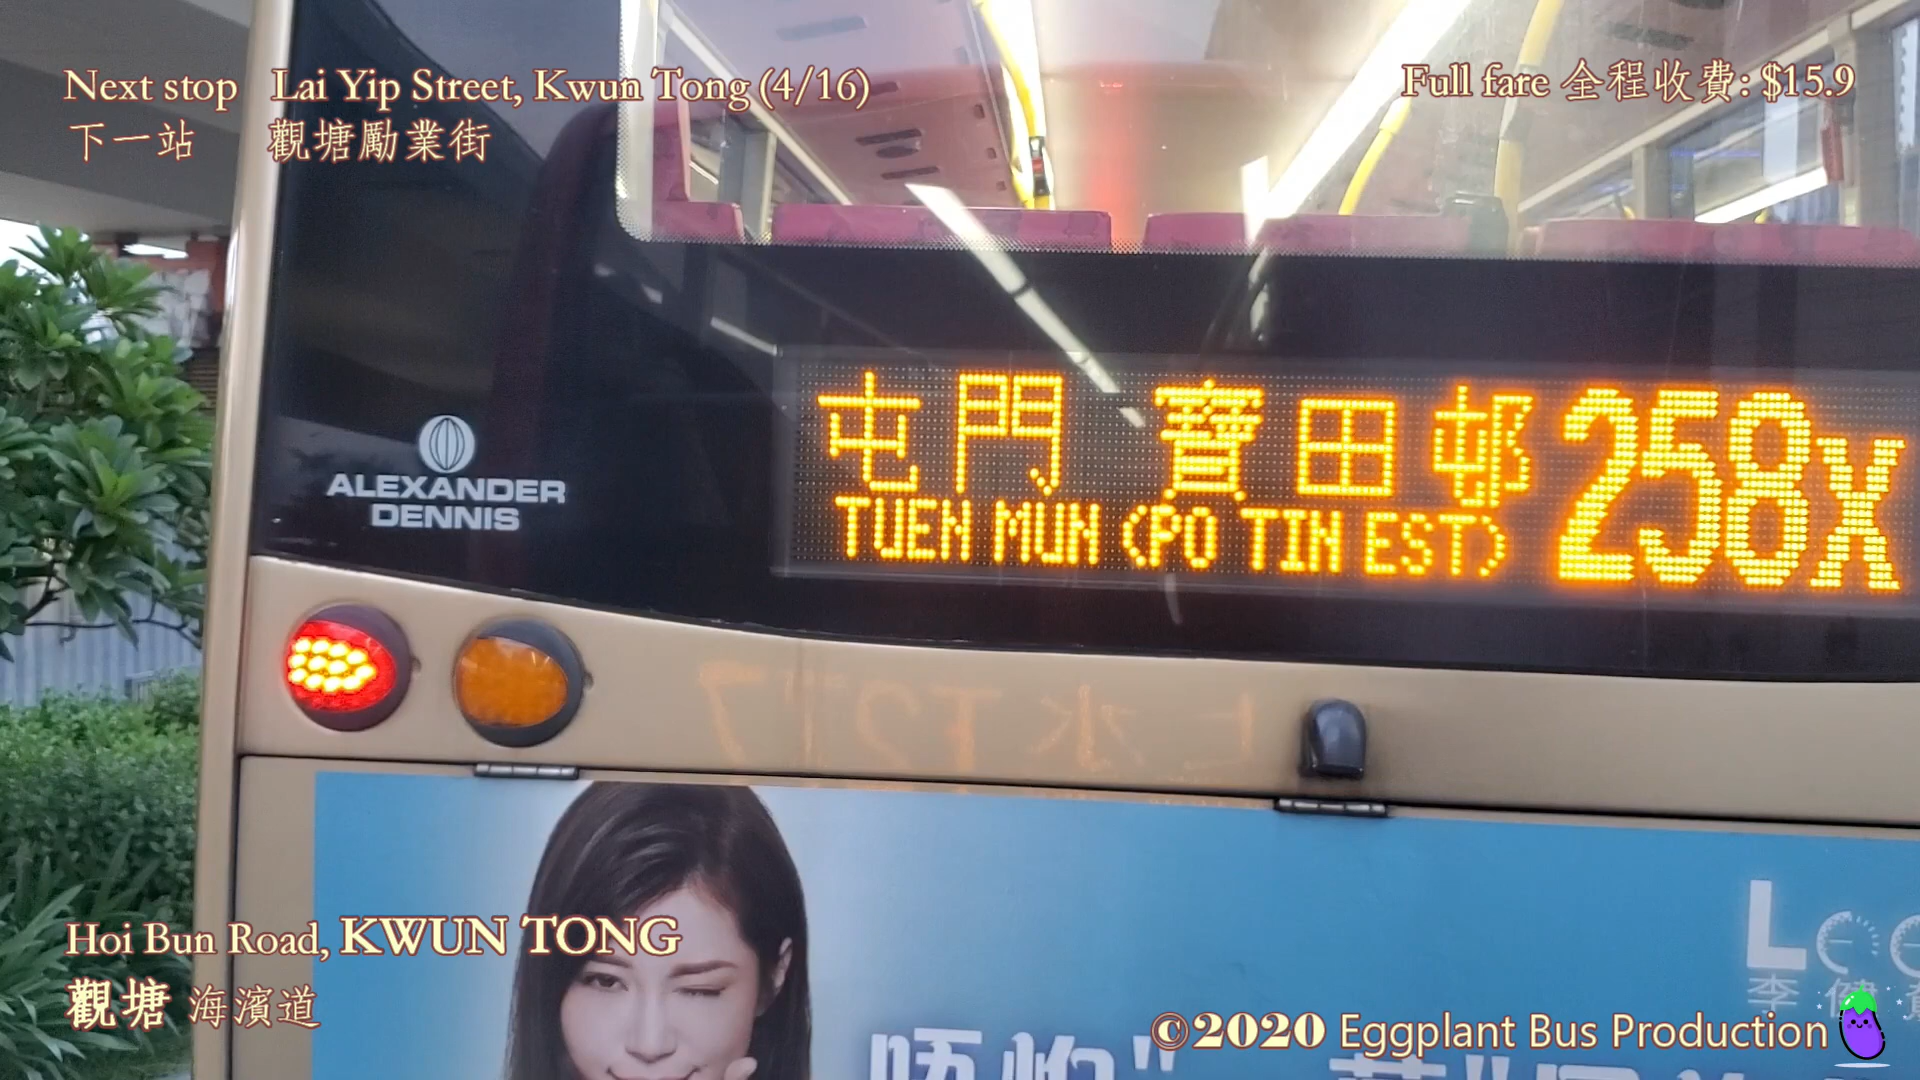 Next stop Lai Yip Street, Kwun Tong (4/16)
下一站 觀塘勵業街
Full fare 全程收費: $15.9
屯門 寶田邨 258X
TUEN MUN (PO TIN EST)
ALEXANDER
DENNIS
Hoi Bun Road, KWUN TONG
觀塘 海濱道
李健
©2020 Eggplant Bus Production